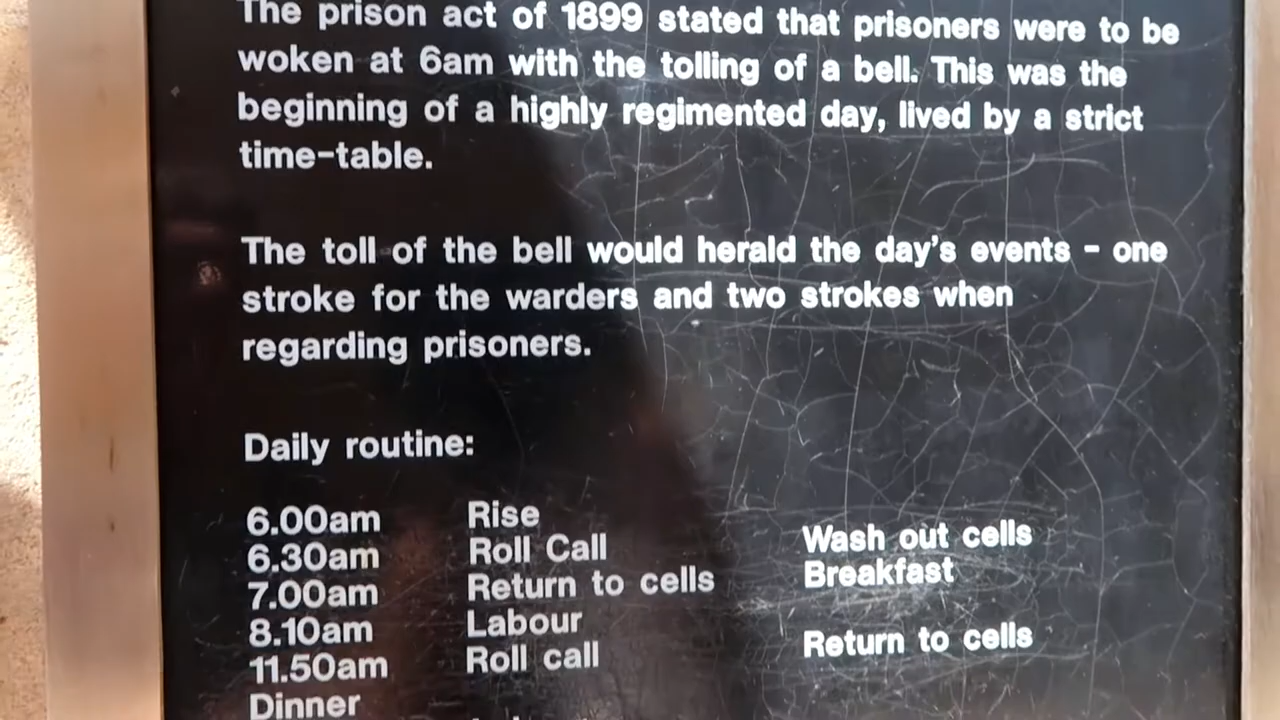 The prison act of 1899 stated that prisoners were to be
woken at 6am with the tolling of a bell. This was the
beginning of a highly regimented day, lived by a strict
time-table.
The toll of the bell would herald the day's events - one
stroke for the warders and two strokes when
regarding prisoners.
Daily routine:
6.00am Rise
6.30am Roll Call Wash out cells
7.00am Return to cells Breakfast
8.10am Labour
11.50am Roll call Return to cells
Dinner